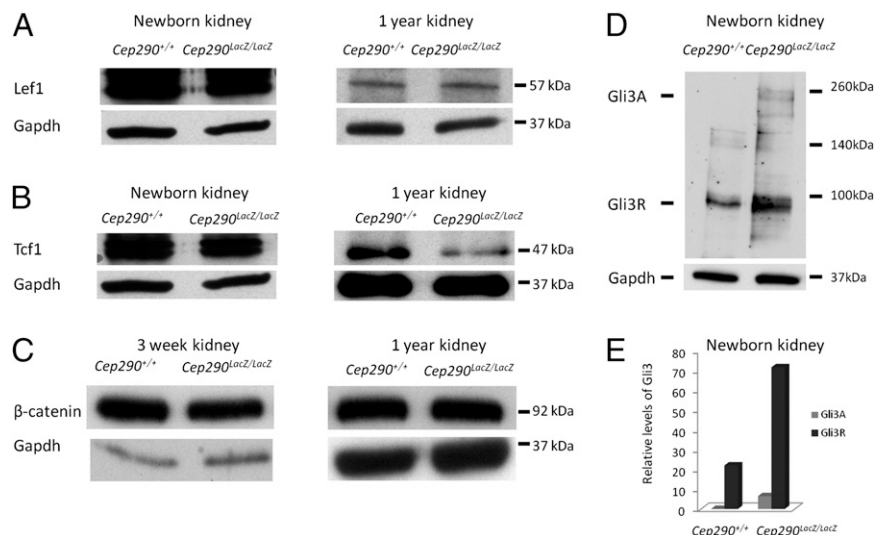 A
Newborn kidney
1 year kidney
Cep290+/+ Cep290LacZ/LacZ
Cep290+/+ Cep290LacZ/LacZ
Lef1
57 kDa
Gapdh
37 kDa
B
Newborn kidney
1 year kidney
Cep290+/+ Cep290LacZ/LacZ
Cep290+/+ Cep290LacZ/LacZ
Tcf1
47 kDa
Gapdh
37 kDa
C
3 week kidney
1 year kidney
Cep290+/+ Cep290LacZ/LacZ
Cep290+/+ Cep290LacZ/LacZ
β-catenin
92 kDa
Gapdh
37 kDa
D
Newborn kidney
Cep290+/+ Cep290LacZ/LacZ
Gli3A
260kDa
140kDa
Gli3R
100kDa
Gapdh
37kDa
E
Newborn kidney
Relative levels of Gli3
80
70
60
50
40
30
20
10
0
Gli3A
Gli3R
Cep290+/+ Cep290LacZ/LacZ